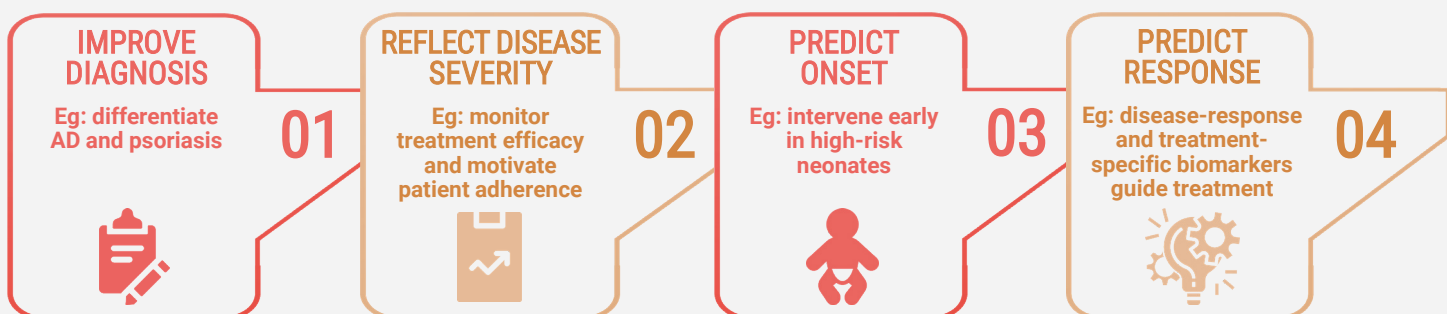 IMPROVE
DIAGNOSIS
Eg: differentiate
AD and psoriasis
01
REFLECT DISEASE
SEVERITY
Eg: monitor
treatment efficacy
and motivate
patient adherence
02
PREDICT
ONSET
Eg: intervene early
in high-risk
neonates
03
PREDICT
RESPONSE
Eg: disease-response
and treatment-
specific biomarkers
guide treatment
04